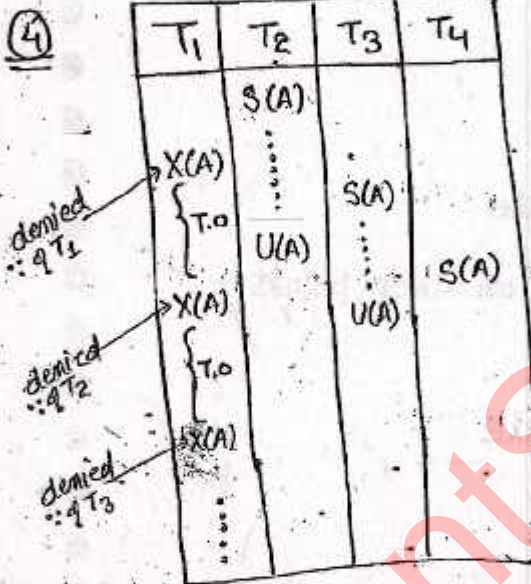 4
T1 T2 T3 T4
S(A)
X(A)
S(A)
denied
∵ of T1
T.O
U(A)
S(A)
X(A)
U(A)
denied
∵ of T2
T.O
X(A)
denied
∵ of T3